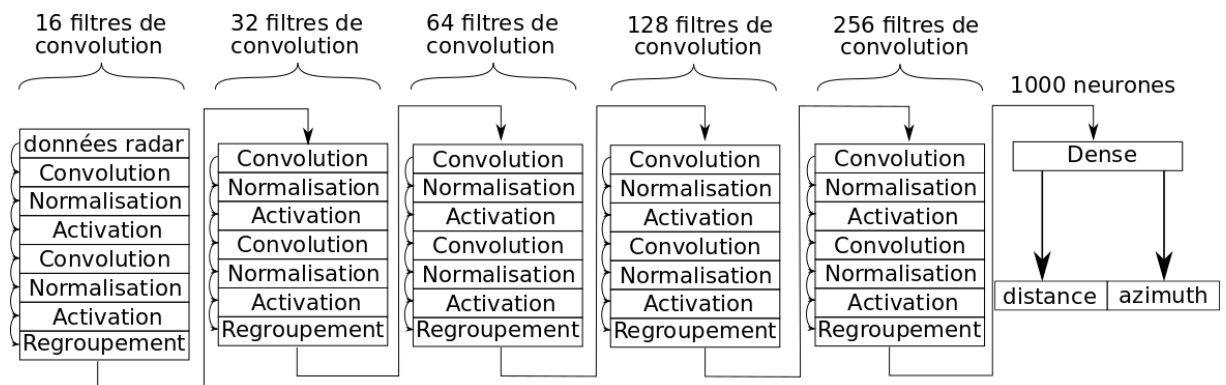 16 filtres de
convolution
32 filtres de
convolution
64 filtres de
convolution
128 filtres de
convolution
256 filtres de
convolution
1000 neurones
données radar
Convolution
Normalisation
Activation
Convolution
Normalisation
Activation
Regroupement
Convolution
Normalisation
Activation
Convolution
Normalisation
Activation
Regroupement
Convolution
Normalisation
Activation
Convolution
Normalisation
Activation
Regroupement
Convolution
Normalisation
Activation
Convolution
Normalisation
Activation
Regroupement
Convolution
Normalisation
Activation
Convolution
Normalisation
Activation
Regroupement
Dense
distance
azimuth